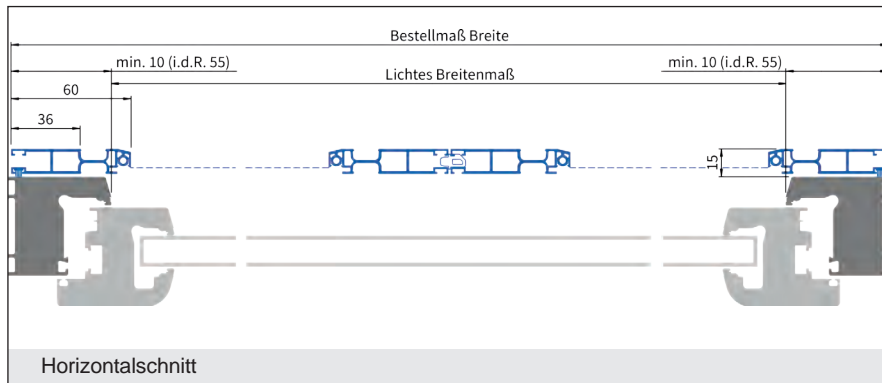 Bestellmaß Breite
min. 10 (i.d.R. 55)
min. 10 (i.d.R. 55)
Lichtes Breitenmaß
60
36
15
Horizontalschnitt